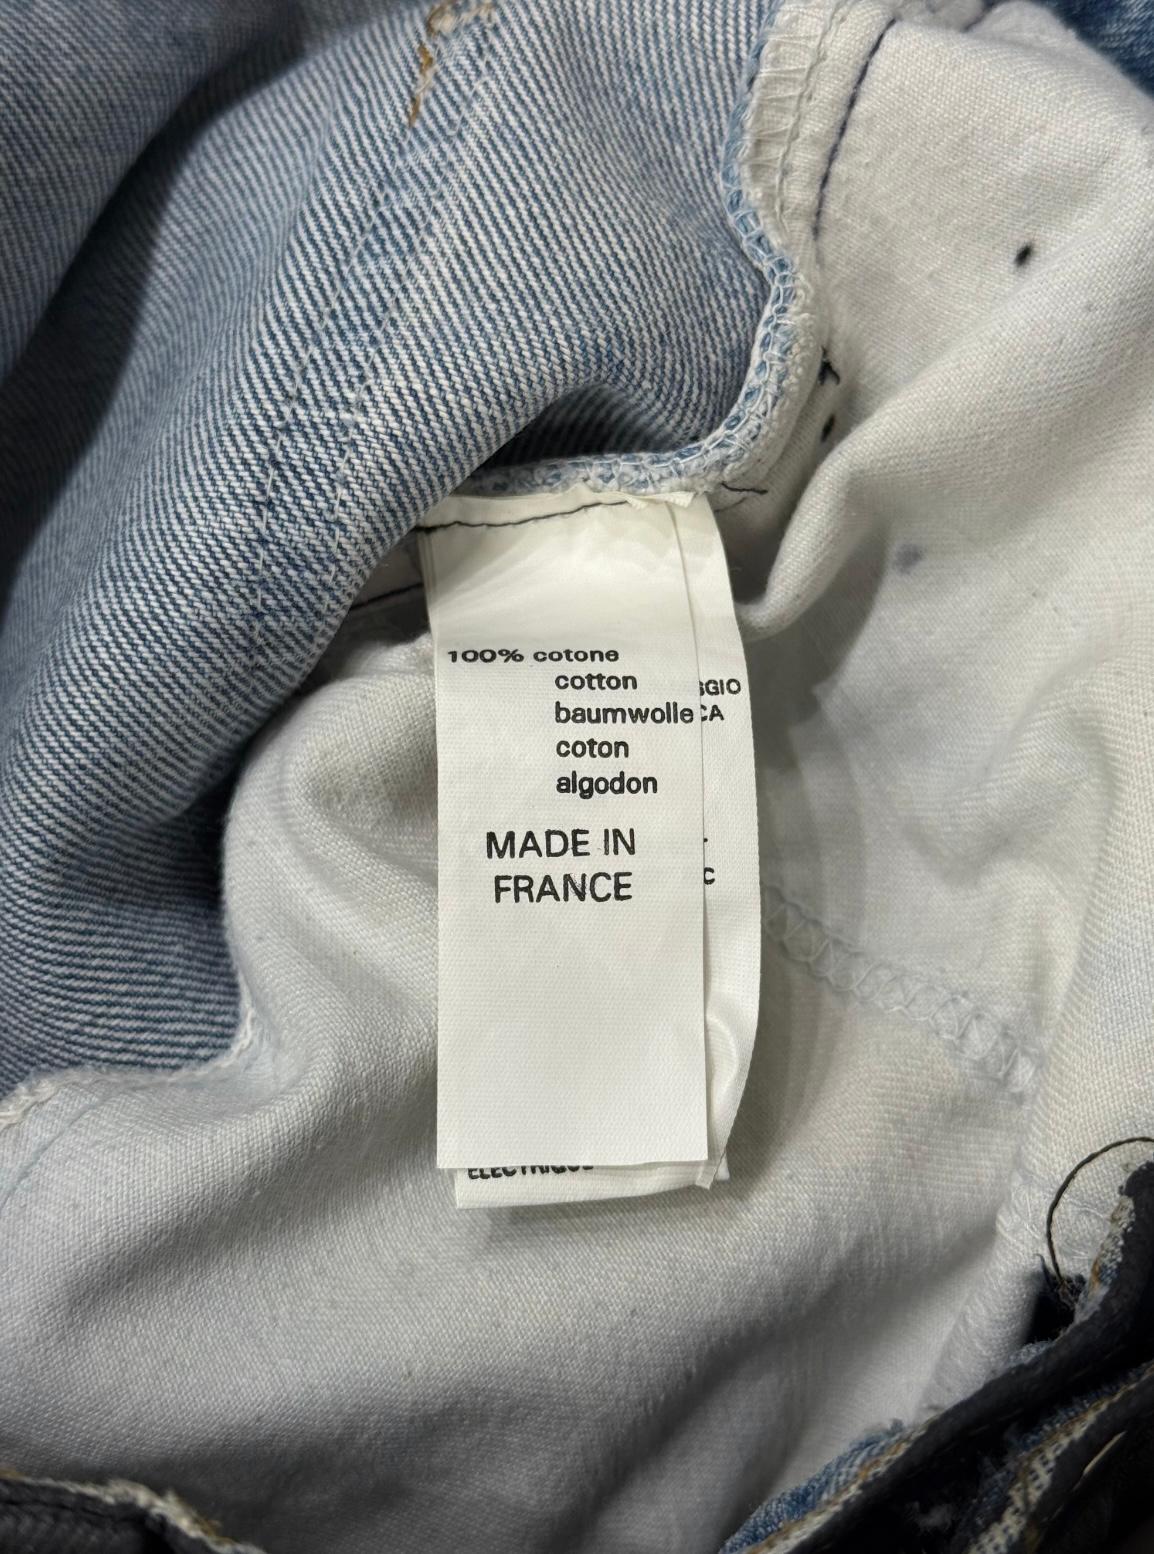 100% cotone
cotton
baumwolle
coton
algodon
MADE IN
FRANCE